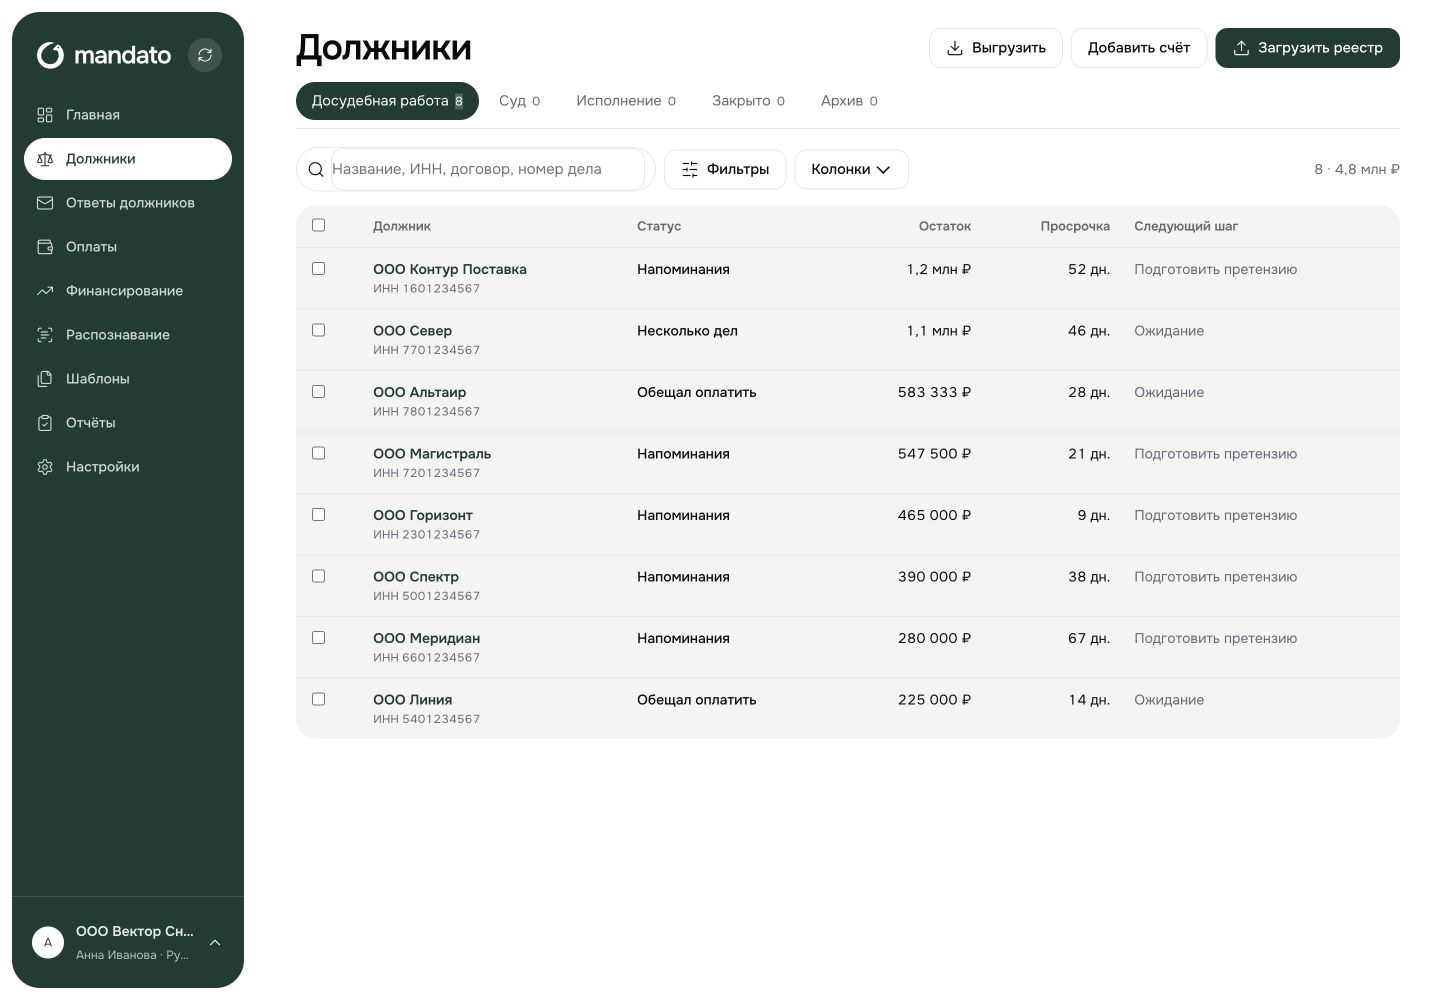 mandato
Главная
Должники
Ответы должников
Оплаты
Финансирование
Распознавание
Шаблоны
Отчёты
Настройки
А
ООО Вектор Сн...
Анна Иванова · Ру...
Должники
Выгрузить
Добавить счёт
Загрузить реестр
Досудебная работа 8 Суд 0 Исполнение 0 Закрыто 0 Архив 0
Название, ИНН, договор, номер дела
Фильтры
Колонки
8 · 4,8 млн ₽
Должник Статус Остаток Просрочка Следующий шаг
ООО Контур Поставка Напоминания 1,2 млн ₽ 52 дн. Подготовить претензию
ИНН 1601234567
ООО Север Несколько дел 1,1 млн ₽ 46 дн. Ожидание
ИНН 7701234567
ООО Альтаир Обещал оплатить 583 333 ₽ 28 дн. Ожидание
ИНН 7801234567
ООО Магистраль Напоминания 547 500 ₽ 21 дн. Подготовить претензию
ИНН 7201234567
ООО Горизонт Напоминания 465 000 ₽ 9 дн. Подготовить претензию
ИНН 2301234567
ООО Спектр Напоминания 390 000 ₽ 38 дн. Подготовить претензию
ИНН 5001234567
ООО Меридиан Напоминания 280 000 ₽ 67 дн. Подготовить претензию
ИНН 6601234567
ООО Линия Обещал оплатить 225 000 ₽ 14 дн. Ожидание
ИНН 5401234567